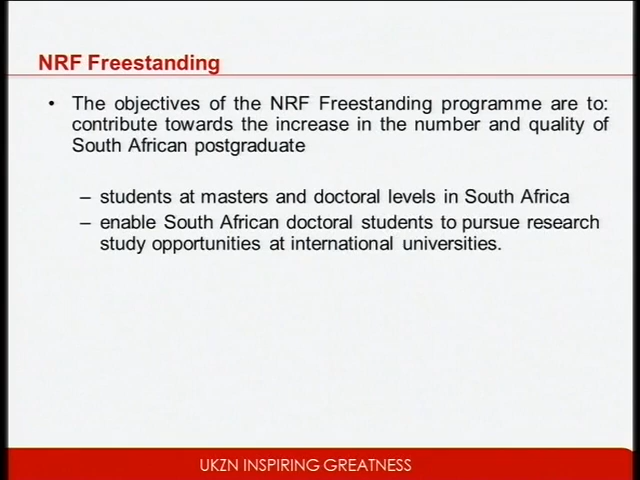 NRF Freestanding
• The objectives of the NRF Freestanding programme are to:
contribute towards the increase in the number and quality of
South African postgraduate
– students at masters and doctoral levels in South Africa
– enable South African doctoral students to pursue research
study opportunities at international universities.
UKZN INSPIRING GREATNESS